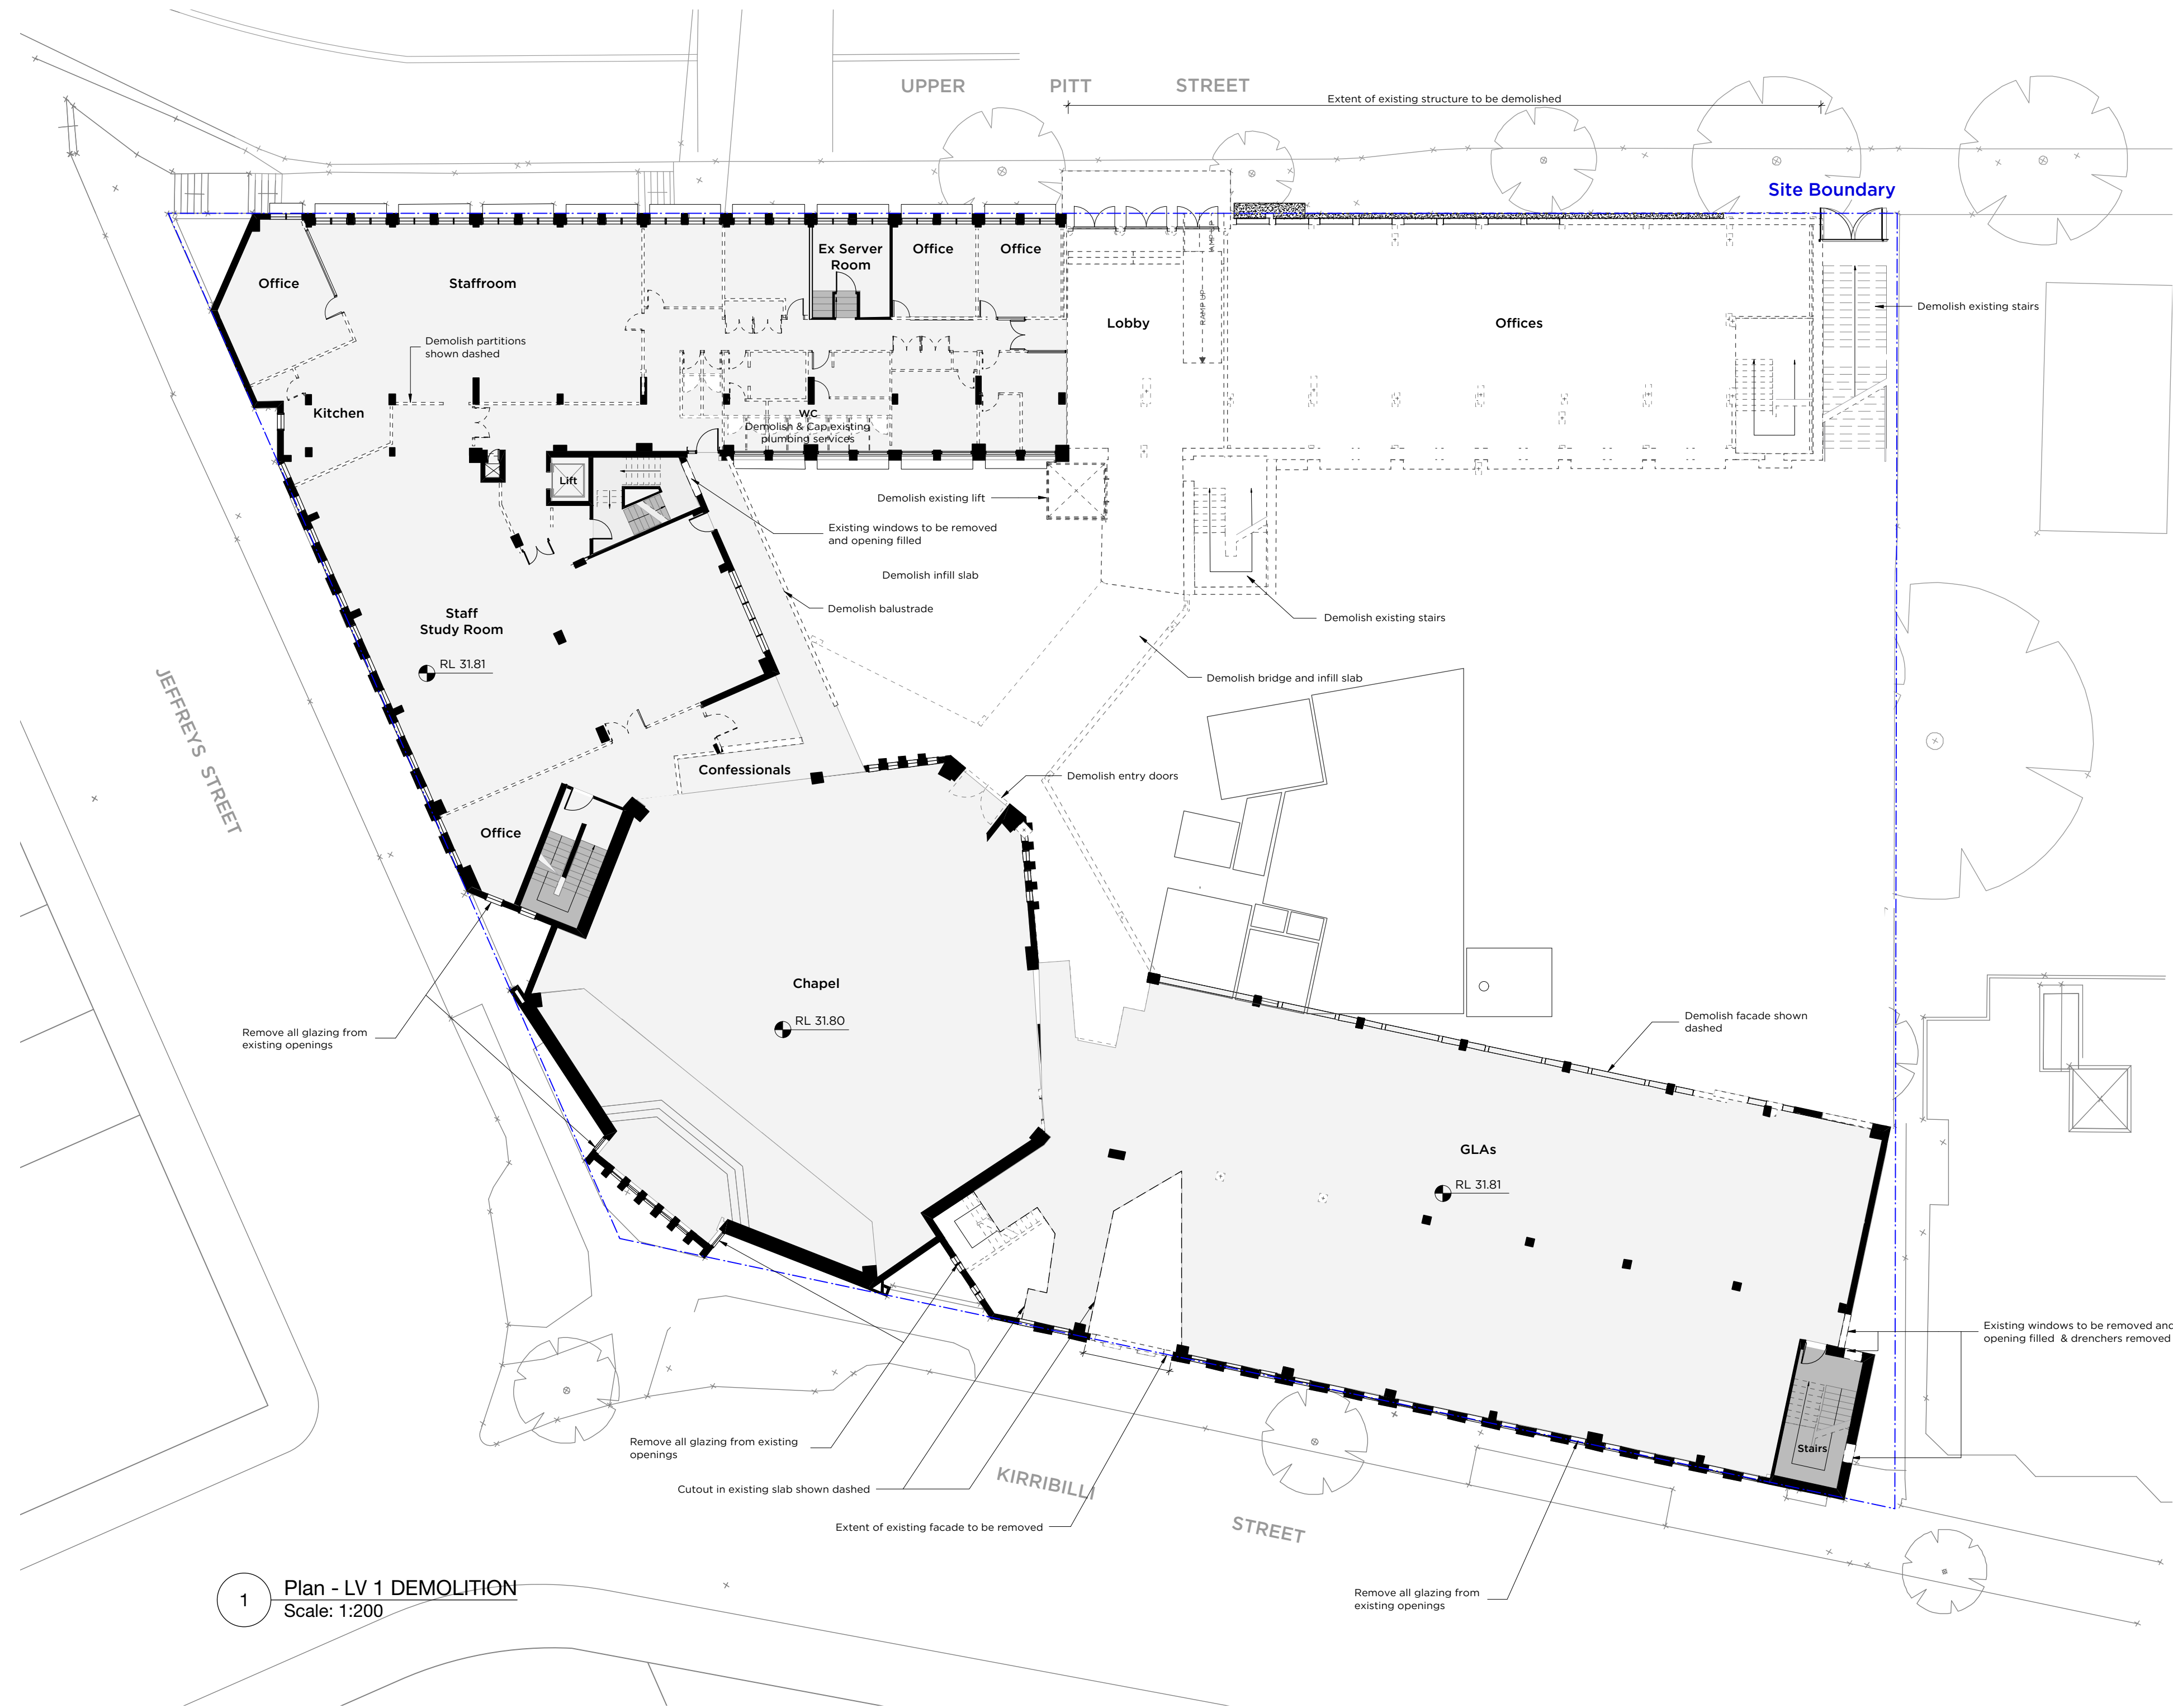 UPPER PITT STREET
Extent of existing structure to be demolished
Site Boundary
Ex Server
Room
Office
Office
Office
Staffroom
RAMP UP
RAMP UP
Lobby
Offices
Demolish existing stairs
Demolish partitions
shown dashed
Kitchen
WC
Demolish & Cap existing
plumbing services
Lift
Demolish existing lift
Existing windows to be removed
and opening filled
Demolish infill slab
Demolish balustrade
Demolish existing stairs
Staff
Study Room
RL 31.81
Demolish bridge and infill slab
JEFFREYS STREET
Confessionals
Demolish entry doors
Office
Chapel
RL 31.80
Remove all glazing from
existing openings
Demolish facade shown
dashed
GLAs
RL 31.81
Existing windows to be removed and
opening filled & drenchers removed
Stairs
Remove all glazing from existing
openings
Cutout in existing slab shown dashed
Extent of existing facade to be removed
KIRRIBILLI
STREET
Remove all glazing from
existing openings
1
Plan - LV 1 DEMOLITION
Scale: 1:200